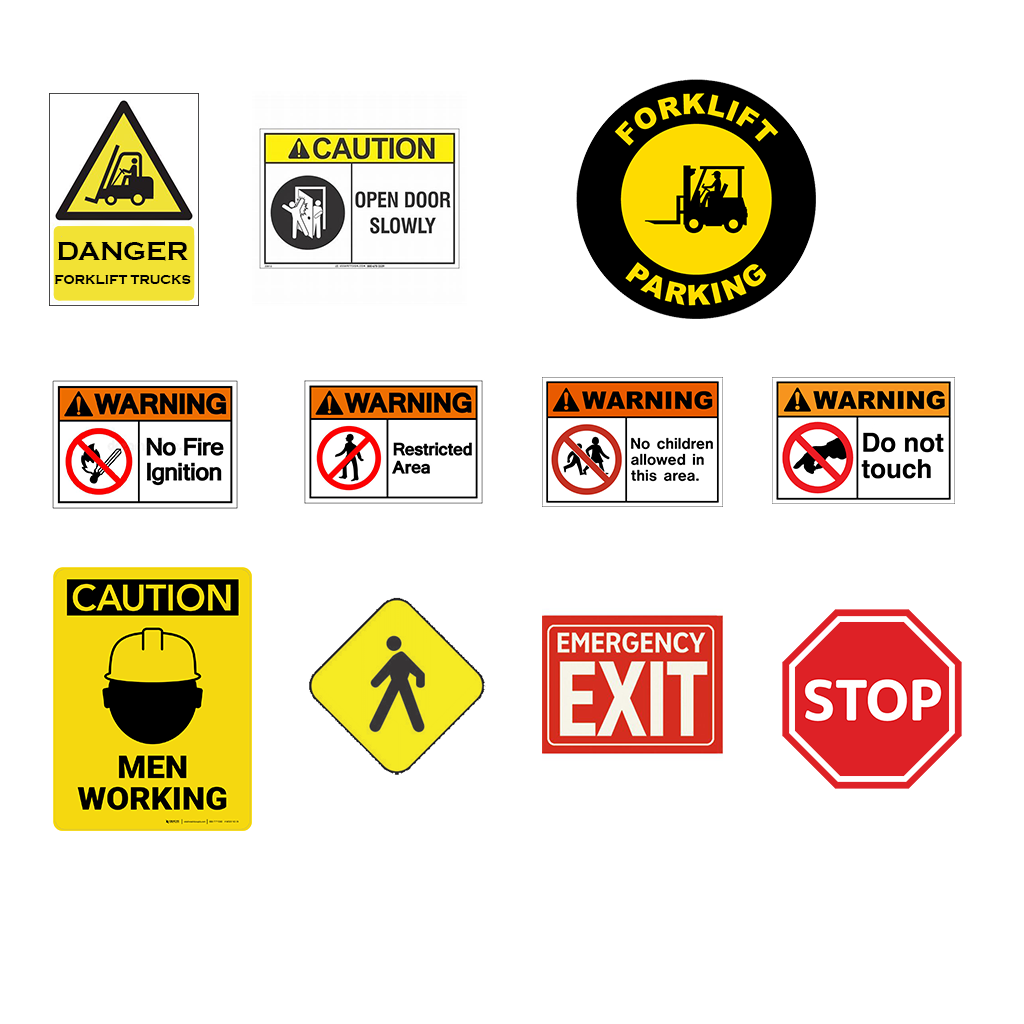 DANGER
FORKLIFT TRUCKS
CAUTION
OPEN DOOR
SLOWLY
FORKLIFT
PARKING
WARNING
No Fire
Ignition
WARNING
Restricted
Area
WARNING
No children
allowed in
this area.
WARNING
Do not
touch
CAUTION
MEN
WORKING
EMERGENCY
EXIT
STOP